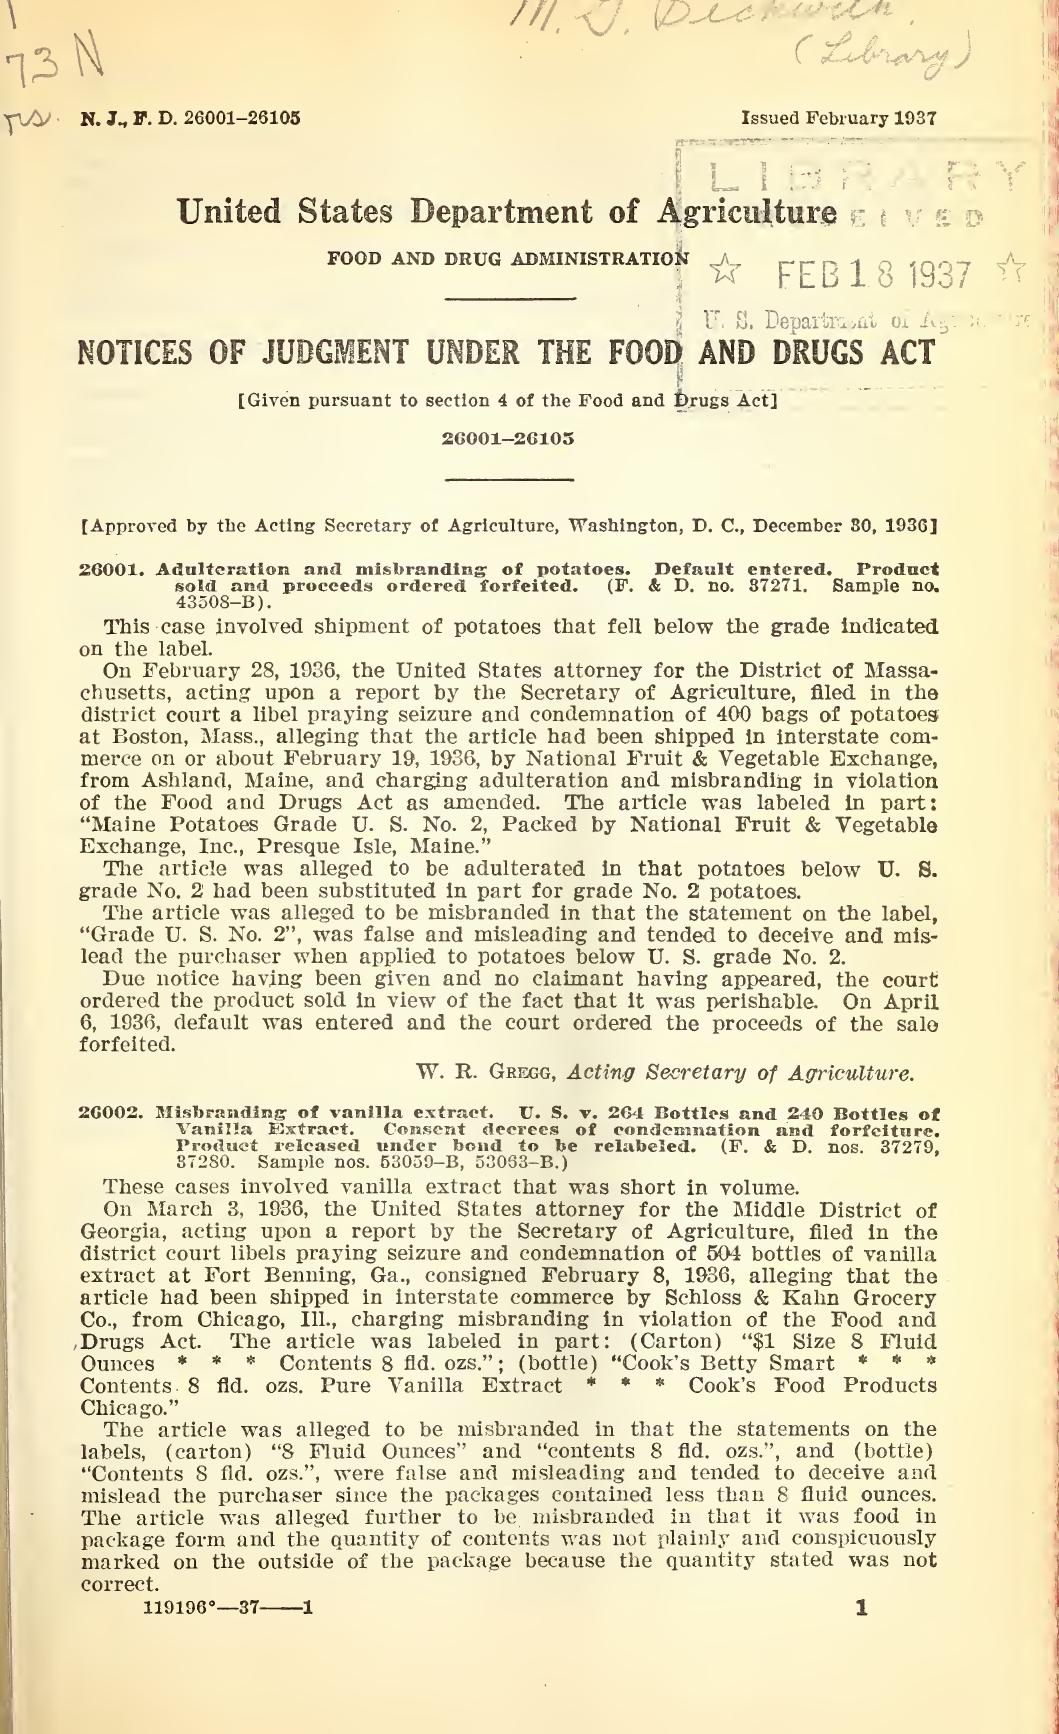 M. G. Beckwith.
(Library)
73 N
N. J., F. D. 26001–26105
Issued February 1937
LIBRARY
United States Department of Agriculture
FOOD AND DRUG ADMINISTRATION
☆ FEB 18 1937 ☆
U. S. Department of Agriculture
NOTICES OF JUDGMENT UNDER THE FOOD AND DRUGS ACT
[Given pursuant to section 4 of the Food and Drugs Act]
26001–26105
[Approved by the Acting Secretary of Agriculture, Washington, D. C., December 30, 1936]
26001. Adulteration and misbranding of potatoes. Default entered. Product
sold and proceeds ordered forfeited. (F. & D. no. 37271. Sample no.
43508–B).
This case involved shipment of potatoes that fell below the grade indicated
on the label.
On February 28, 1936, the United States attorney for the District of Massa-
chusetts, acting upon a report by the Secretary of Agriculture, filed in the
district court a libel praying seizure and condemnation of 400 bags of potatoes
at Boston, Mass., alleging that the article had been shipped in interstate com-
merce on or about February 19, 1936, by National Fruit & Vegetable Exchange,
from Ashland, Maine, and charging adulteration and misbranding in violation
of the Food and Drugs Act as amended. The article was labeled in part:
“Maine Potatoes Grade U. S. No. 2, Packed by National Fruit & Vegetable
Exchange, Inc., Presque Isle, Maine.”
The article was alleged to be adulterated in that potatoes below U. S.
grade No. 2 had been substituted in part for grade No. 2 potatoes.
The article was alleged to be misbranded in that the statement on the label,
“Grade U. S. No. 2”, was false and misleading and tended to deceive and mis-
lead the purchaser when applied to potatoes below U. S. grade No. 2.
Due notice having been given and no claimant having appeared, the court
ordered the product sold in view of the fact that it was perishable. On April
6, 1936, default was entered and the court ordered the proceeds of the sale
forfeited.
W. R. GREGG, Acting Secretary of Agriculture.
26002. Misbranding of vanilla extract. U. S. v. 264 Bottles and 240 Bottles of
Vanilla Extract. Consent decrees of condemnation and forfeiture.
Product released under bond to be relabeled. (F. & D. nos. 37279,
37280. Sample nos. 53059–B, 53063–B.)
These cases involved vanilla extract that was short in volume.
On March 3, 1936, the United States attorney for the Middle District of
Georgia, acting upon a report by the Secretary of Agriculture, filed in the
district court libels praying seizure and condemnation of 504 bottles of vanilla
extract at Fort Benning, Ga., consigned February 8, 1936, alleging that the
article had been shipped in interstate commerce by Schloss & Kahn Grocery
Co., from Chicago, Ill., charging misbranding in violation of the Food and
Drugs Act. The article was labeled in part: (Carton) “$1 Size 8 Fluid
Ounces * * * Contents 8 fld. ozs.”; (bottle) “Cook’s Betty Smart * * *
Contents 8 fld. ozs. Pure Vanilla Extract * * * Cook’s Food Products
Chicago.”
The article was alleged to be misbranded in that the statements on the
labels, (carton) “8 Fluid Ounces” and “contents 8 fld. ozs.”, and (bottle)
“Contents 8 fld. ozs.”, were false and misleading and tended to deceive and
mislead the purchaser since the packages contained less than 8 fluid ounces.
The article was alleged further to be misbranded in that it was food in
package form and the quantity of contents was not plainly and conspicuously
marked on the outside of the package because the quantity stated was not
correct.
119196°—37——1
1